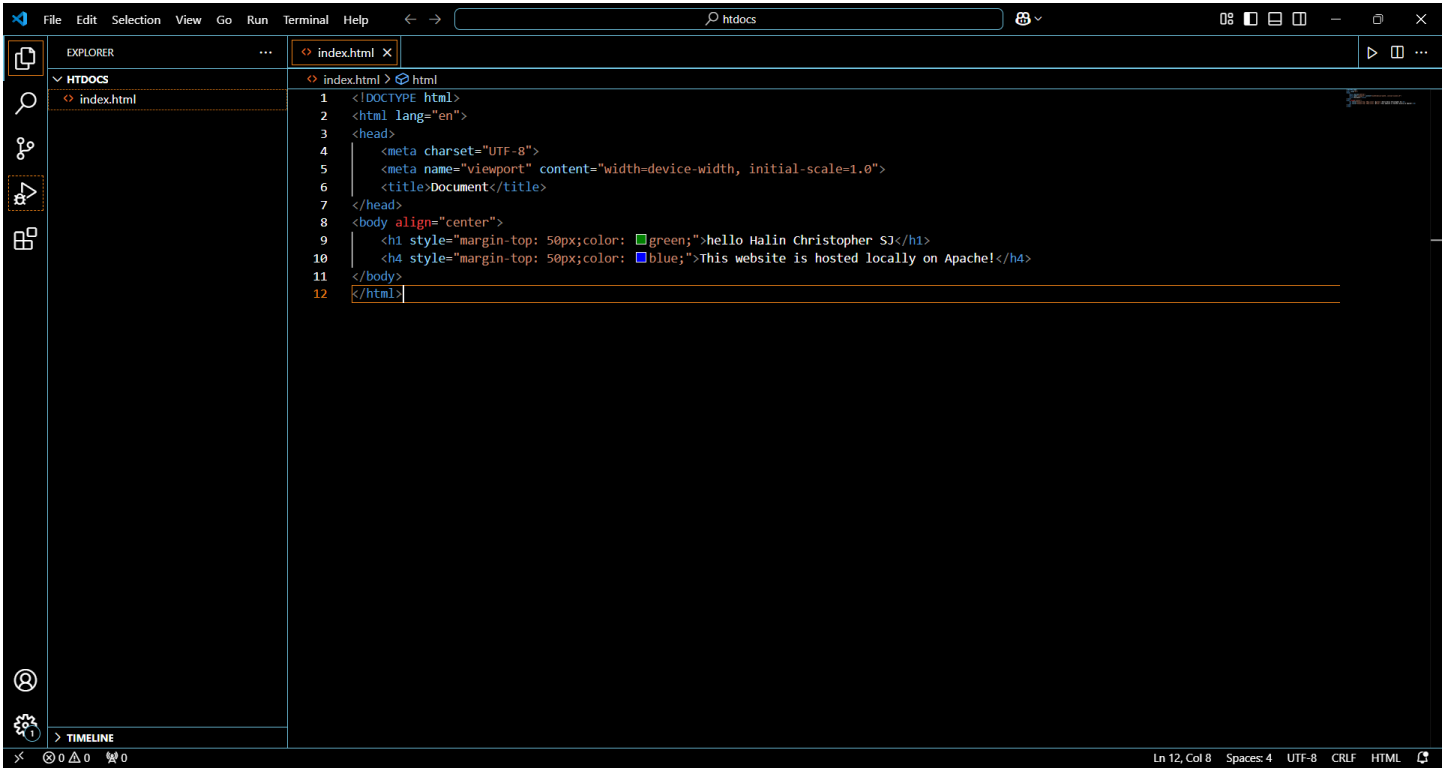 File Edit Selection View Go Run Terminal Help
htdocs
EXPLORER
index.html
HTDOCS
index.html
index.html > html
1 <!DOCTYPE html>
2 <html lang="en">
3 <head>
4     <meta charset="UTF-8">
5     <meta name="viewport" content="width=device-width, initial-scale=1.0">
6     <title>Document</title>
7 </head>
8 <body align="center">
9     <h1 style="margin-top: 50px;color: green;">hello Halin Christopher SJ</h1>
10     <h4 style="margin-top: 50px;color: blue;">This website is hosted locally on Apache!</h4>
11 </body>
12 </html>
1
TIMELINE
0 0 0
Ln 12, Col 8 Spaces: 4 UTF-8 CRLF HTML